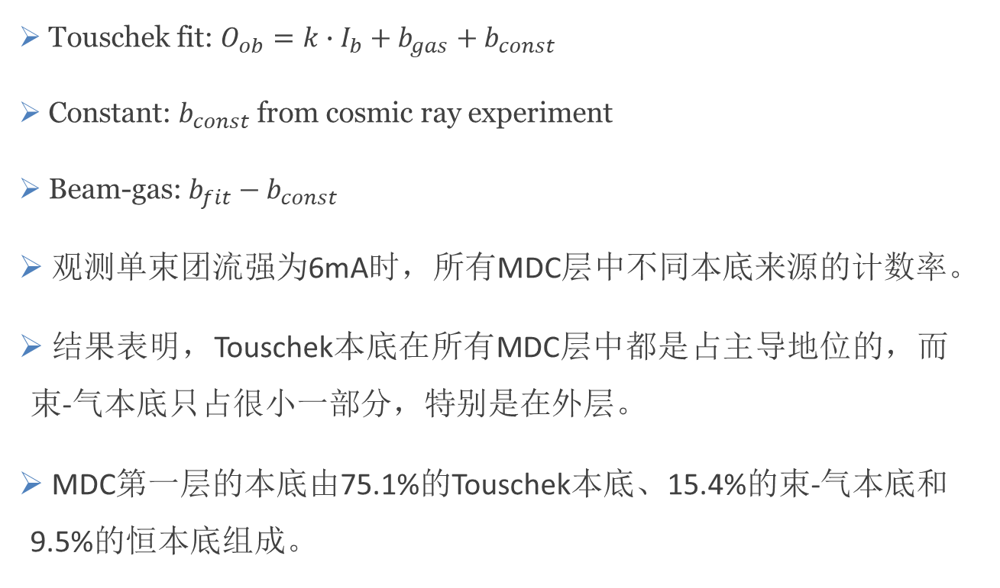 ➢ Touschek fit: $O_{ob} = k \cdot I_b + b_{gas} + b_{const}$
➢ Constant: $b_{const}$ from cosmic ray experiment
➢ Beam-gas: $b_{fit} - b_{const}$
➢ 观测单束团流强为6mA时，所有MDC层中不同本底来源的计数率。
➢ 结果表明，Touschek本底在所有MDC层中都是占主导地位的，而
束-气本底只占很小一部分，特别是在外层。
➢ MDC第一层的本底由75.1%的Touschek本底、15.4%的束-气本底和
9.5%的恒本底组成。